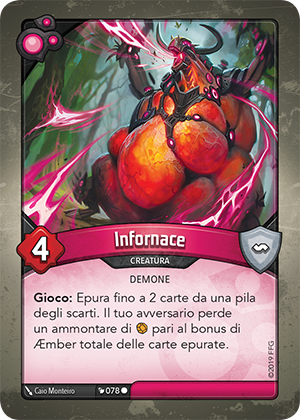 Infornace
4
CREATURA
DEMONE
Gioco: Epura fino a 2 carte da una pila
degli scarti. Il tuo avversario perde
un ammontare di pari al bonus di
Æmber totale delle carte epurate.
©2019 FFG
Caio Monteiro
078